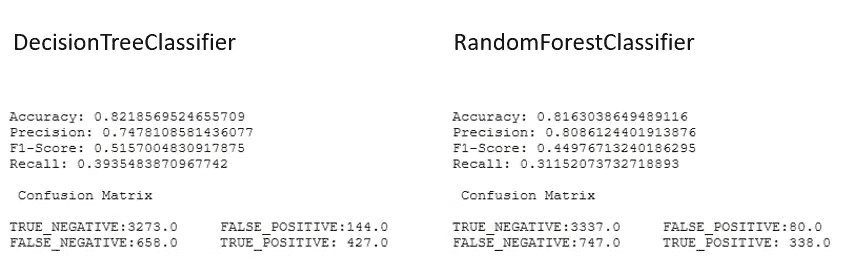 DecisionTreeClassifier
Accuracy: 0.8218569524655709
Precision: 0.7478108581436077
F1-Score: 0.5157004830917875
Recall: 0.3935483870967742
Confusion Matrix
TRUE_NEGATIVE:3273.0 FALSE_POSITIVE:144.0
FALSE_NEGATIVE:658.0 TRUE_POSITIVE: 427.0
RandomForestClassifier
Accuracy: 0.8163038649489116
Precision: 0.8086124401913876
F1-Score: 0.44976713240186295
Recall: 0.31152073732718893
Confusion Matrix
TRUE_NEGATIVE:3337.0 FALSE_POSITIVE:80.0
FALSE_NEGATIVE:747.0 TRUE_POSITIVE: 338.0